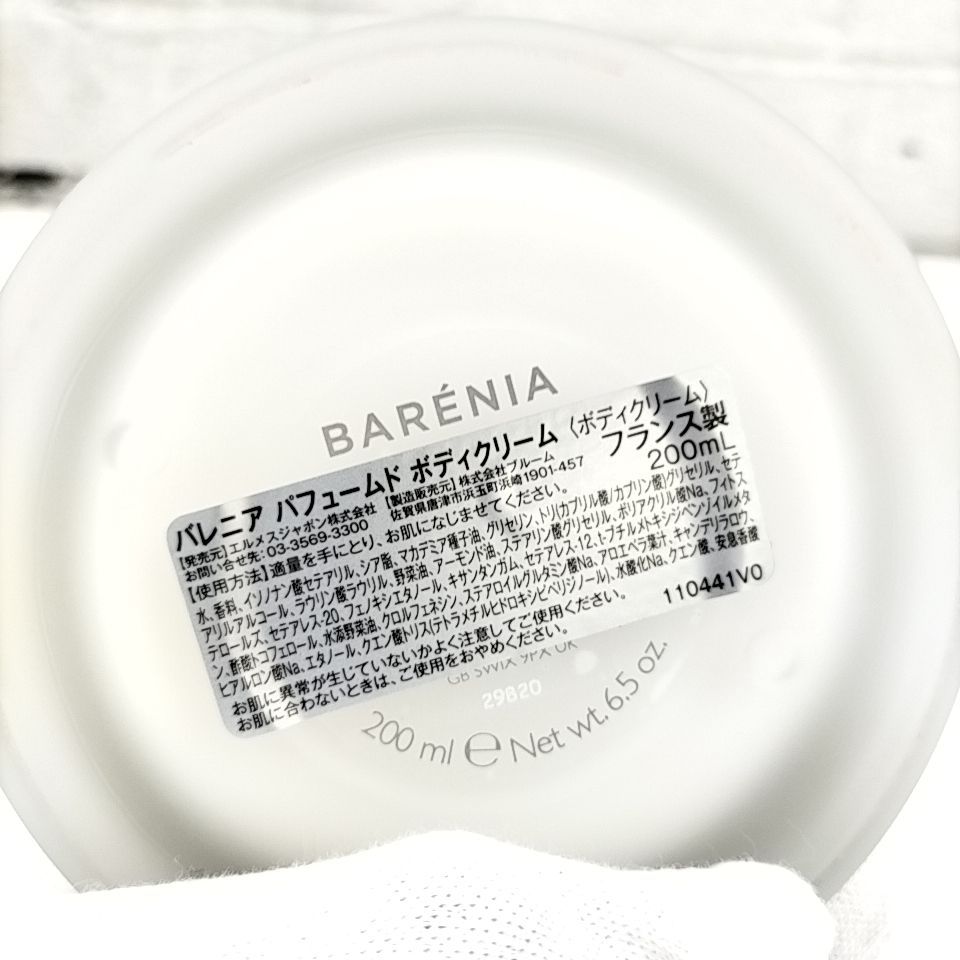 BARÉNIA
バレニア パフュームド ボディクリーム 〈ボディクリーム〉
【発売元】エルメスジャポン株式会社 【製造販売元】株式会社ブルーム フランス製
お問い合せ先: 03-3569-3300 佐賀県唐津市浜玉町浜崎1901-457 200mL
【使用方法】適量を手にとり、お肌になじませてください。
水、香料、イソノナン酸セテアリル、シア脂、マカデミア種子油、グリセリン、トリ(カプリル酸/カプリン酸)グリセリル、セテ
アリルアルコール、ラウリン酸ラウリル、野菜油、アーモンド油、ステアリン酸グリセリル、ポリアクリル酸Na、フィトス
テロールズ、セテアレス-20、フェノキシエタノール、キサンタンガム、セテアレス-12、t-ブチルメトキシジベンゾイルメタ
ン、酢酸トコフェロール、水添野菜油、クロルフェネシン、ステアロイルグルタミン酸Na、アロエベラ葉汁、キャンデリラロウ、
ヒアルロン酸Na、エタノール、クエン酸トリス(テトラメチルヒドロキシピペリジノール)、水酸化Na、クエン酸、安息香酸
お肌に異常が生じていないかよく注意してご使用ください。 110441V0
お肌に合わないときは、ご使用をおやめください。
GB SW1X 9PX UK
29B20
200 ml ℮ Net wt. 6.5 oz.